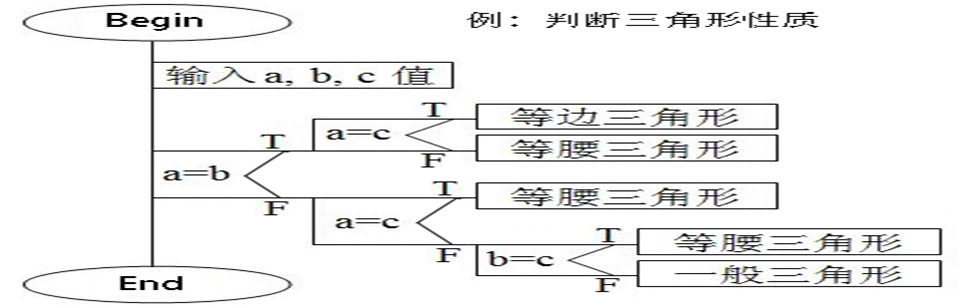 Begin
例：判断三角形性质
输入 a, b, c 值
T
等边三角形
a=c
F
等腰三角形
T
a=b
F
T
等腰三角形
a=c
F
T
等腰三角形
b=c
F
一般三角形
End